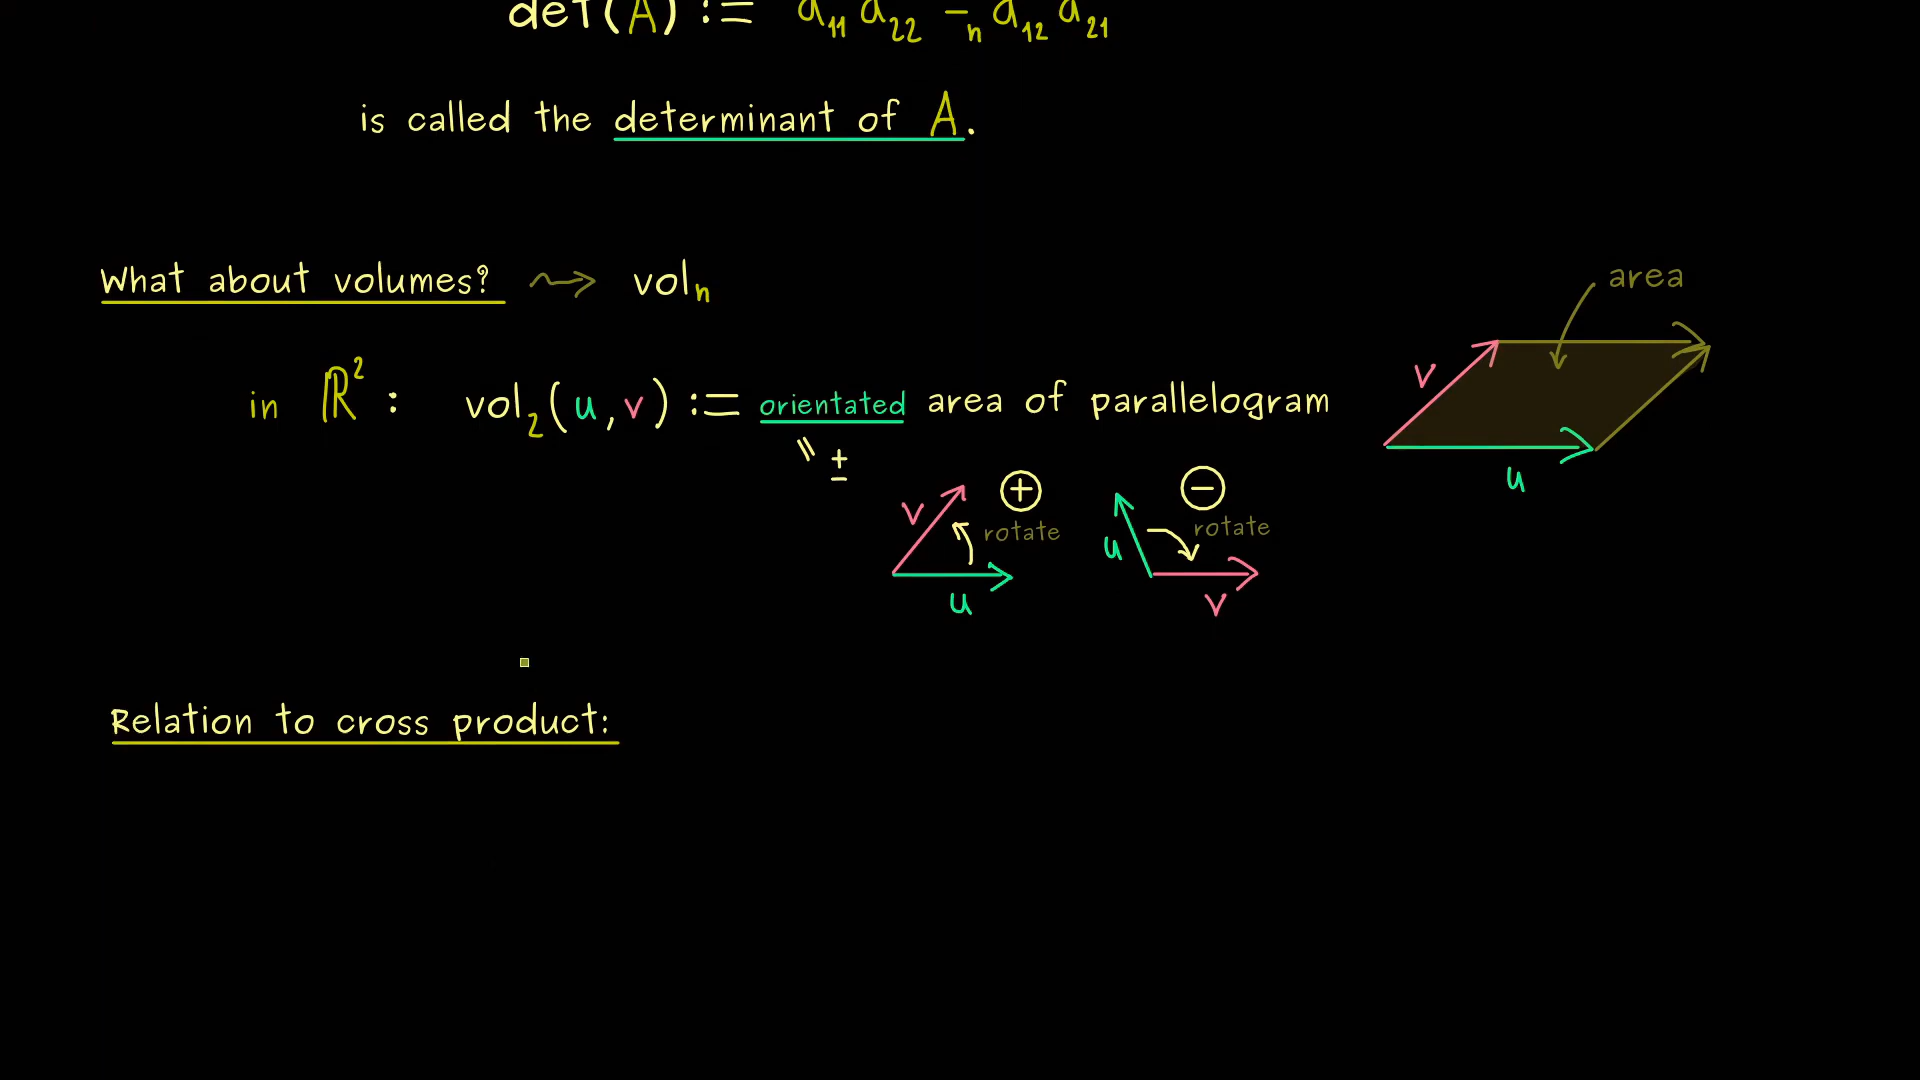 det(A) := a₁₁ a₂₂ − a₁₂ a₂₁
n
is called the determinant of A.
What about volumes? ⇝ volₙ
area
in ℝ² : vol₂(u, v) := orientated area of parallelogram
v
u
" ±
v ⊕ rotate
u
⊖ rotate
u
v
Relation to cross product: